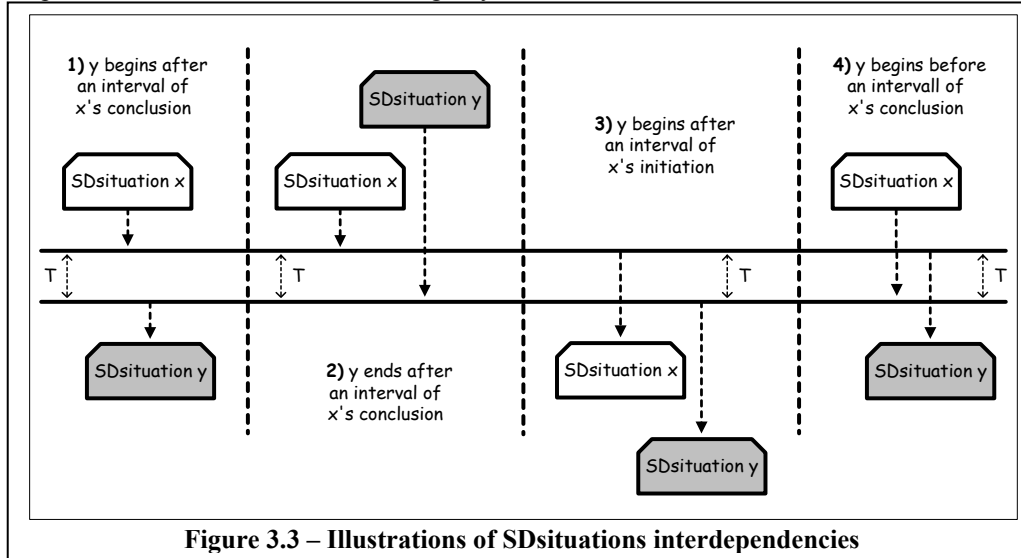 1) y begins after
an interval of
x's conclusion
SDsituation x
T
SDsituation y
SDsituation y
SDsituation x
T
2) y ends after
an interval of
x's conclusion
3) y begins after
an interval of
x's initiation
T
SDsituation x
SDsituation y
4) y begins before
an intervall of
x's conclusion
SDsituation x
T
SDsituation y
Figure 3.3 – Illustrations of SDsituations interdependencies